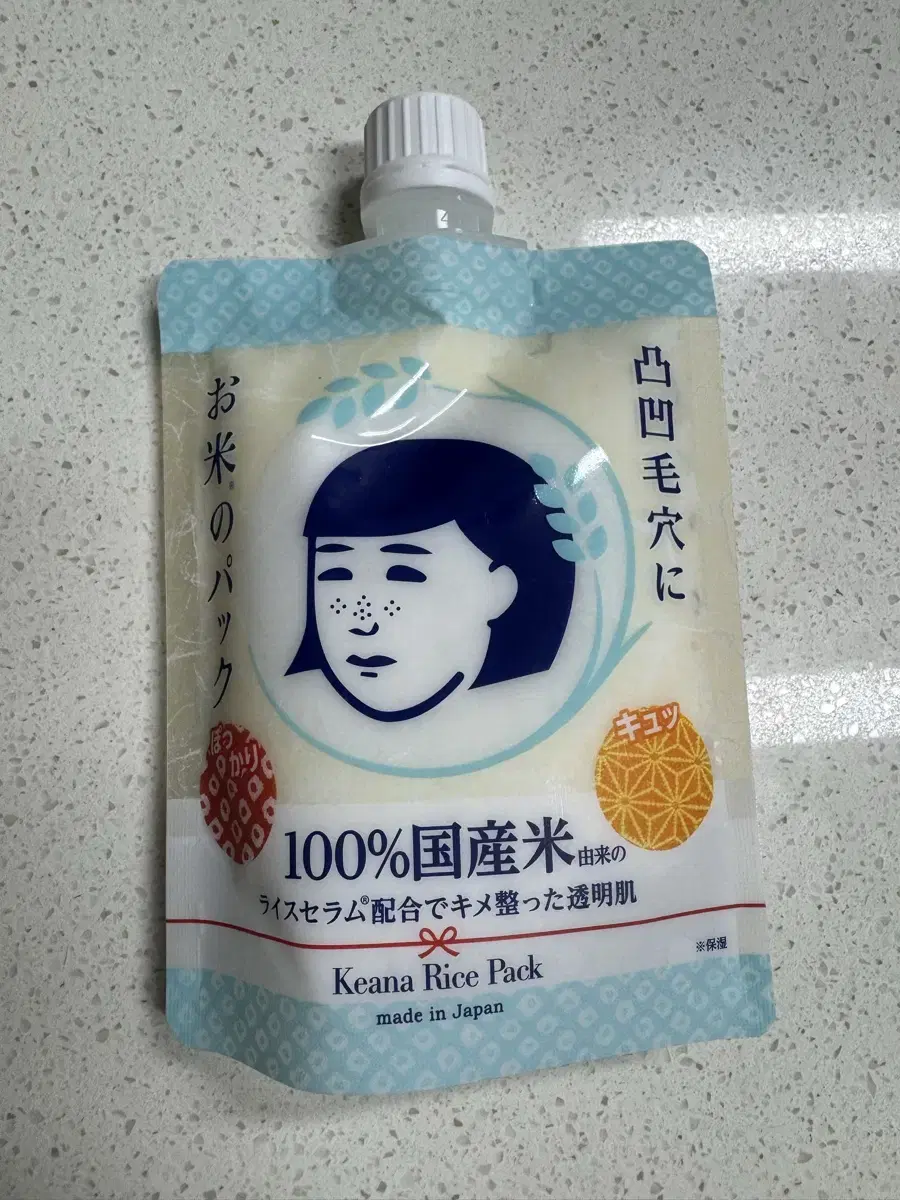 4
凸凹毛穴に
お米®のパック
ぽっ
かり
キュッ
100%国産米由来の
ライスセラム®配合でキメ整った透明肌
※保湿
Keana Rice Pack
made in Japan